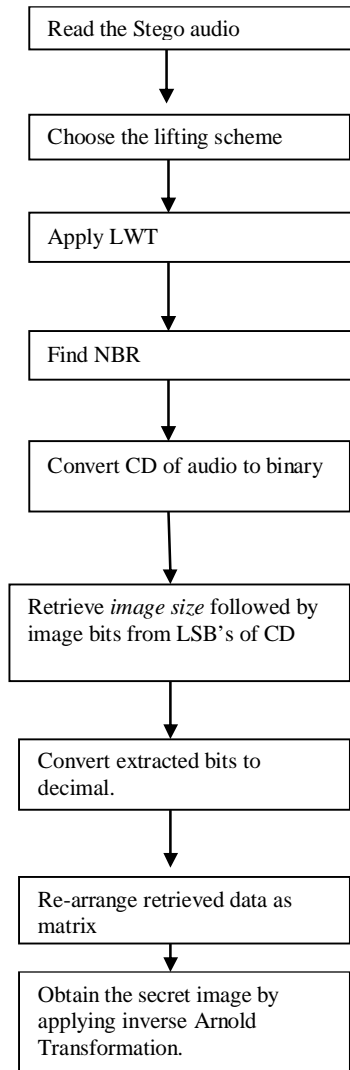 Read the Stego audio
Choose the lifting scheme
Apply LWT
Find NBR
Convert CD of audio to binary
Retrieve image size followed by
image bits from LSB’s of CD
Convert extracted bits to
decimal.
Re-arrange retrieved data as
matrix
Obtain the secret image by
applying inverse Arnold
Transformation.